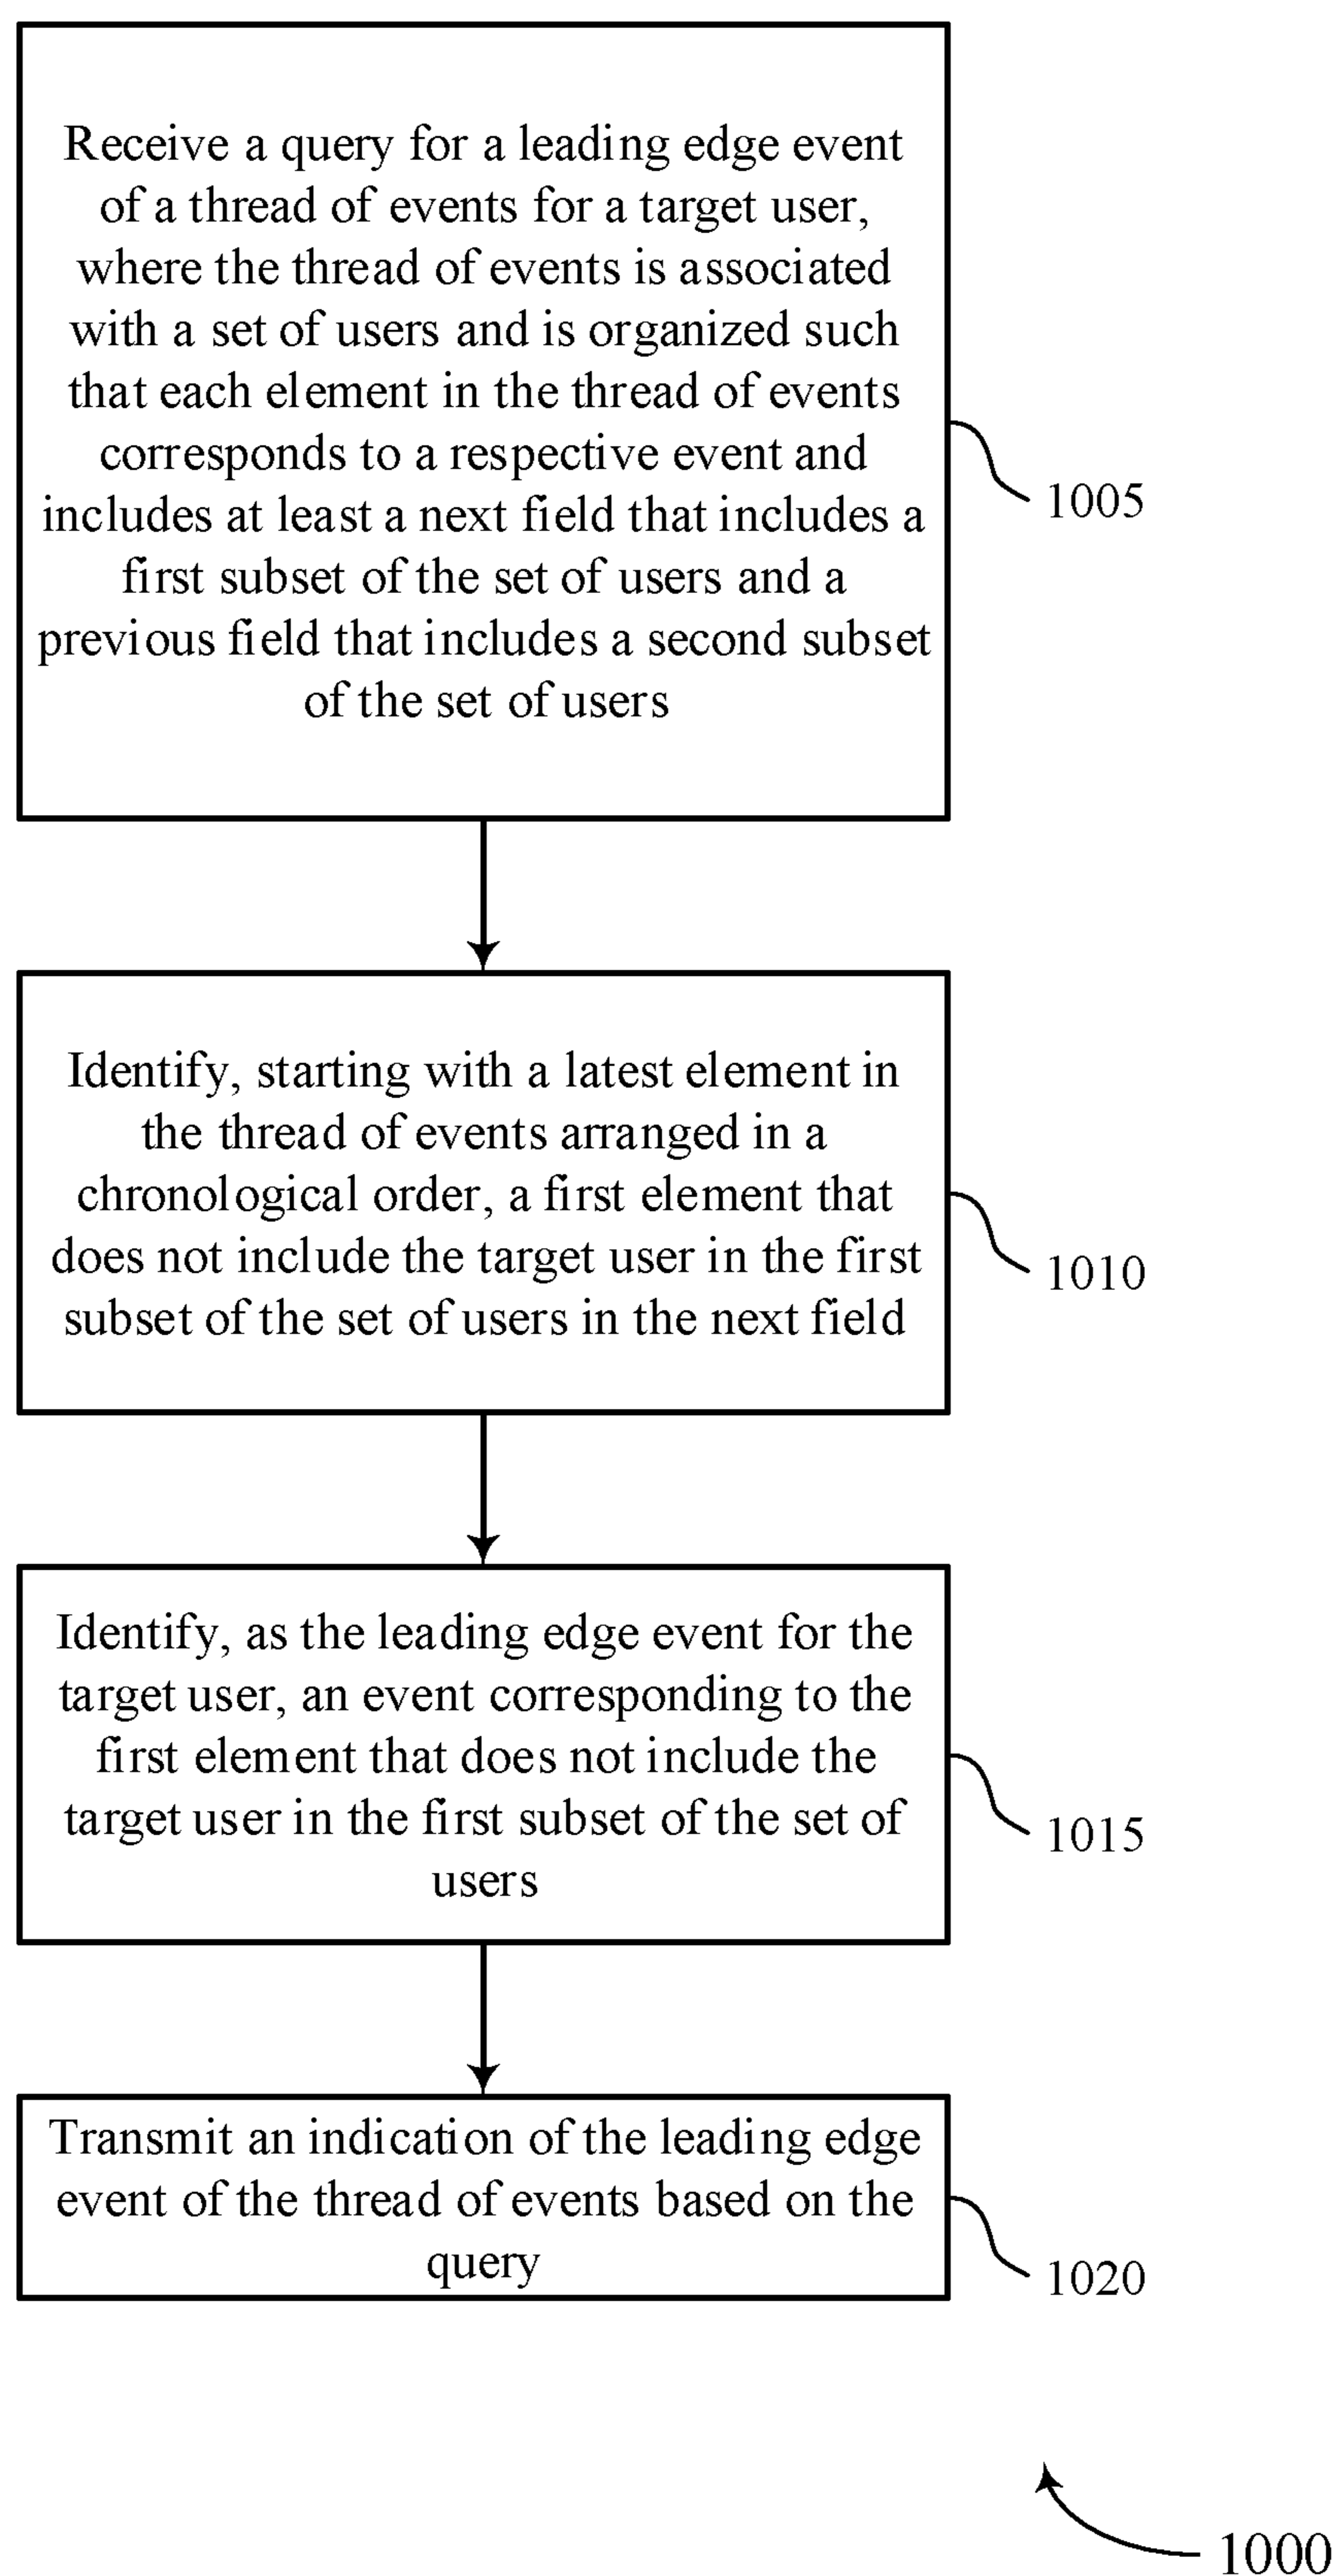 Receive a query for a leading edge event
of a thread of events for a target user,
where the thread of events is associated
with a set of users and is organized such
that each element in the thread of events
corresponds to a respective event and
includes at least a next field that includes a
first subset of the set of users and a
previous field that includes a second subset
of the set of users
1005
Identify, starting with a latest element in
the thread of events arranged in a
chronological order, a first element that
does not include the target user in the first
subset of the set of users in the next field
1010
Identify, as the leading edge event for the
target user, an event corresponding to the
first element that does not include the
target user in the first subset of the set of
users
1015
Transmit an indication of the leading edge
event of the thread of events based on the
query
1020
1000